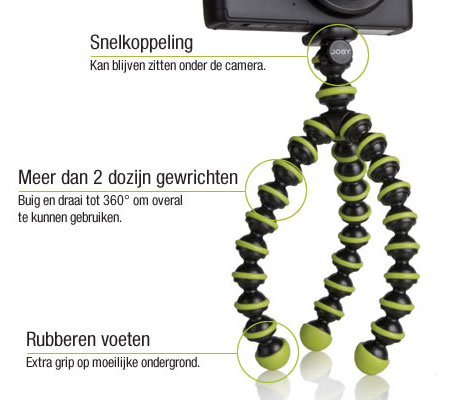 Snelkoppeling
Kan blijven zitten onder de camera.
JOBY
Meer dan 2 dozijn gewrichten
Buig en draai tot 360° om overal
te kunnen gebruiken.
Rubberen voeten
Extra grip op moeilijke ondergrond.